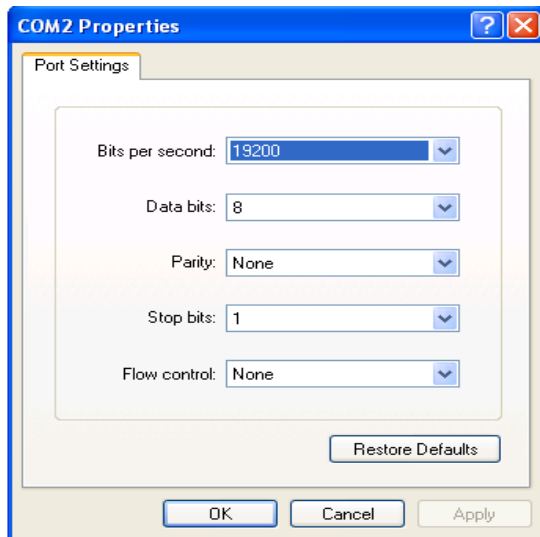 COM2 Properties
Port Settings
Bits per second: 19200
Data bits: 8
Parity: None
Stop bits: 1
Flow control: None
Restore Defaults
OK Cancel Apply